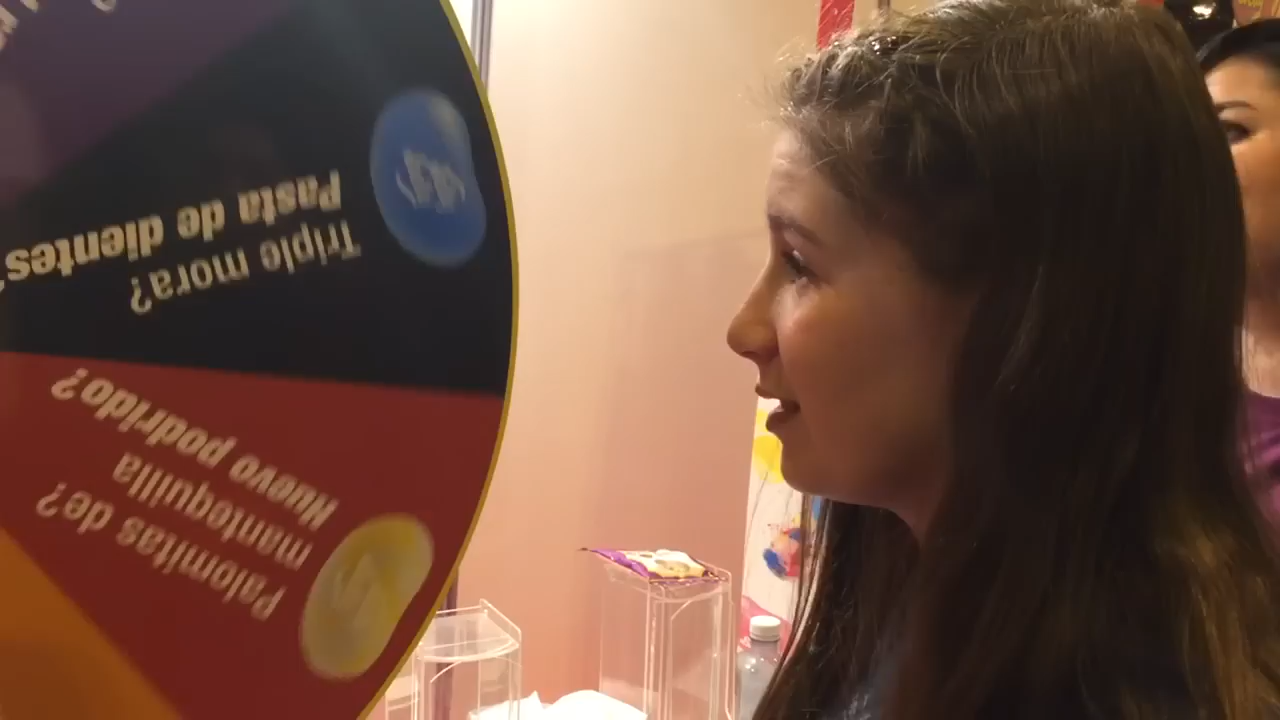 Triple mora?
Pasta de dientes?
Palomitas de?
mantequilla
Huevo podrido?